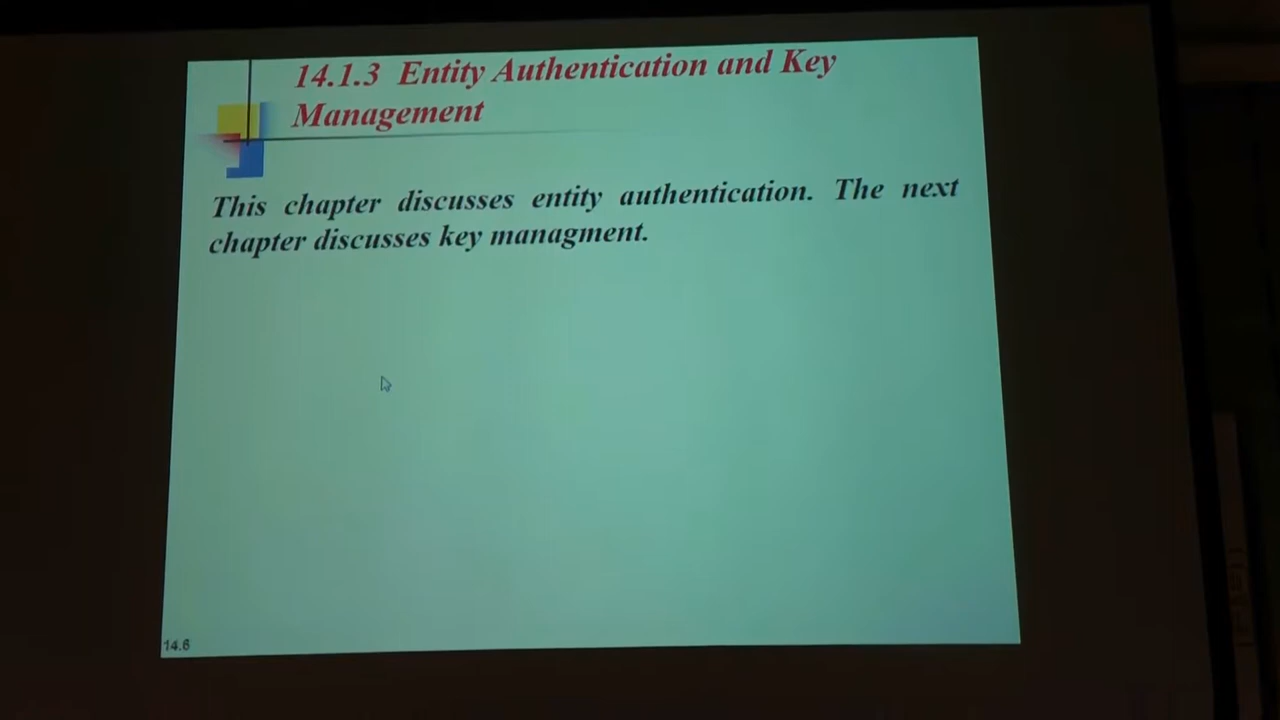 14.1.3 Entity Authentication and Key
Management
This chapter discusses entity authentication. The next
chapter discusses key managment.
14.6